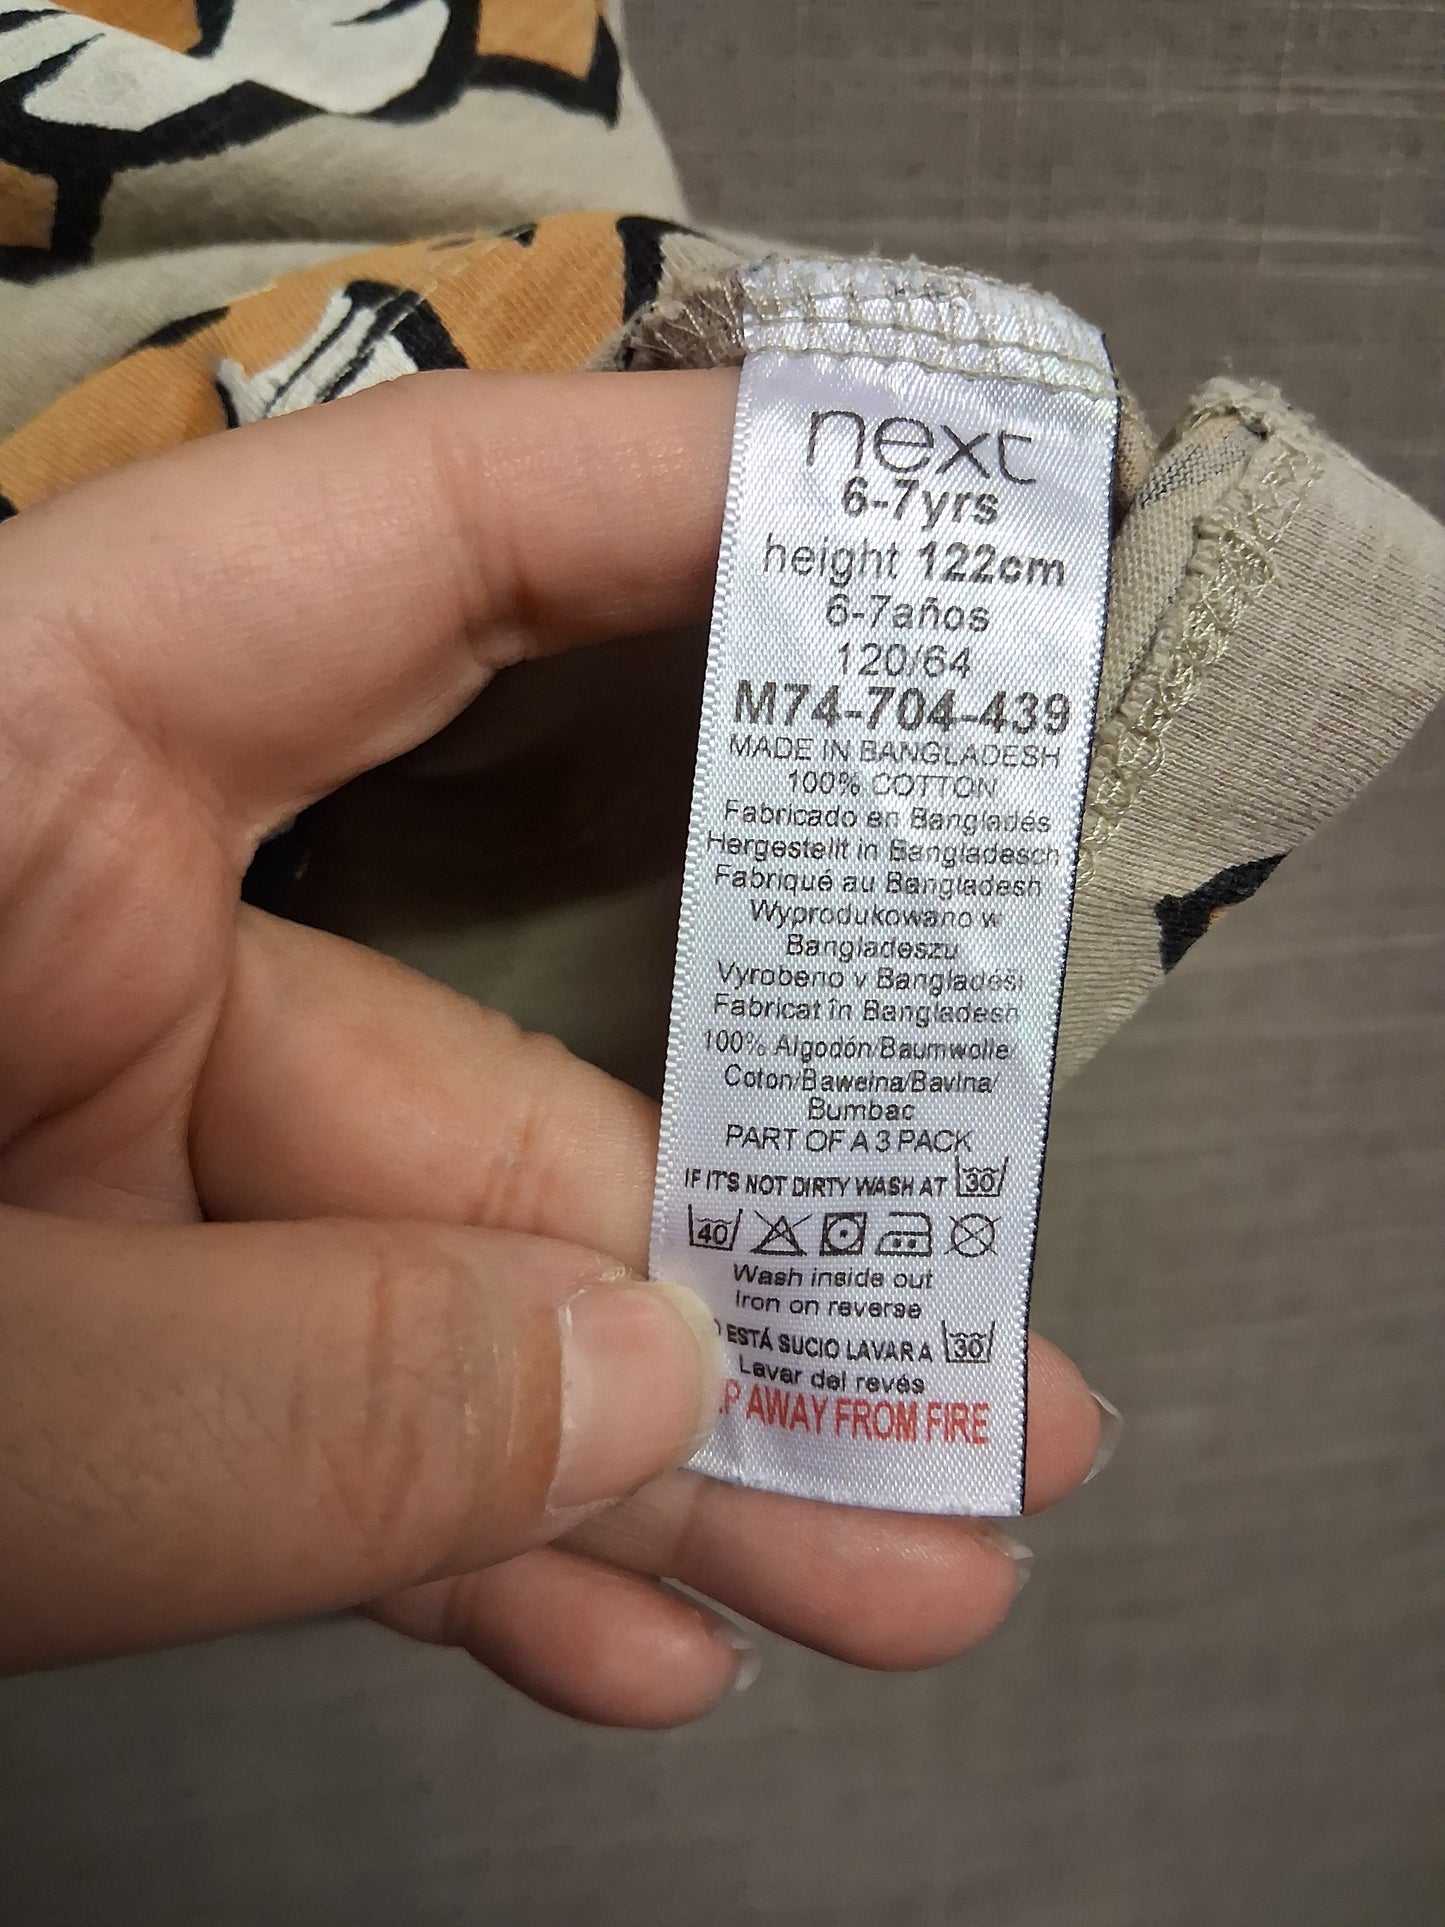 next
6-7yrs
height 122cm
6-7años
120/64
M74-704-439
MADE IN BANGLADESH
100% COTTON
Fabricado en Bangladés
Hergestellt in Bangladesch
Fabriqué au Bangladesh
Wyprodukowano w
Bangladeszu
Vyrobeno v Bangladéši
Fabricat în Bangladesh
100% Algodón/Baumwolle/
Coton/Bawełna/Bavlna/
Bumbac
PART OF A 3 PACK
IF IT'S NOT DIRTY WASH AT 30
40
Wash inside out
Iron on reverse
ESTÁ SUCIO LAVAR A 30
Lavar del revés
AWAY FROM FIRE